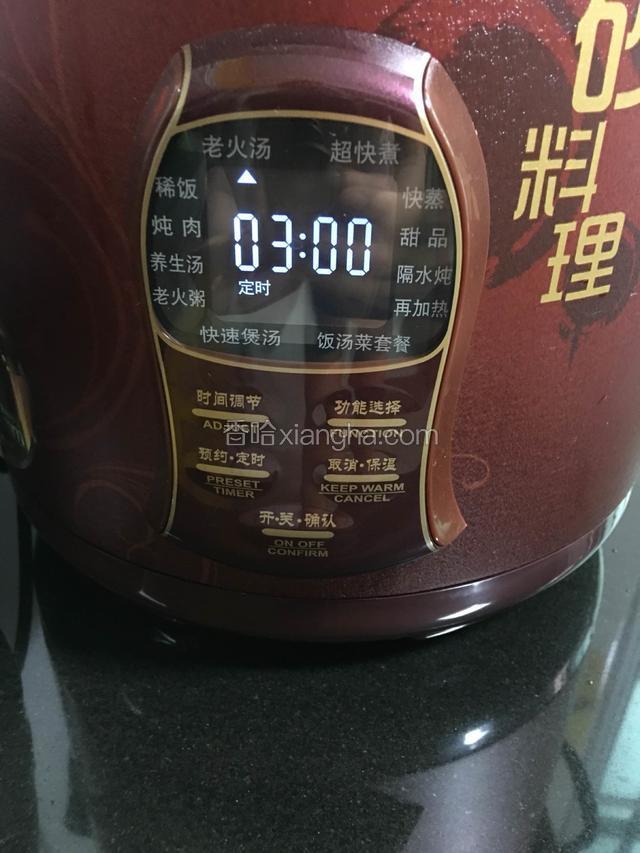 砂
料
理
老火汤 超快煮
稀饭 快蒸
炖肉 甜品
养生汤 隔水炖
老火粥 再加热
03:00
定时
快速煲汤 饭汤菜套餐
时间调节 功能选择
ADJUST FUNCTION
香哈xiangha.com
预约·定时 取消·保温
PRESET KEEP WARM
TIMER CANCEL
开·关·确认
ON OFF
CONFIRM